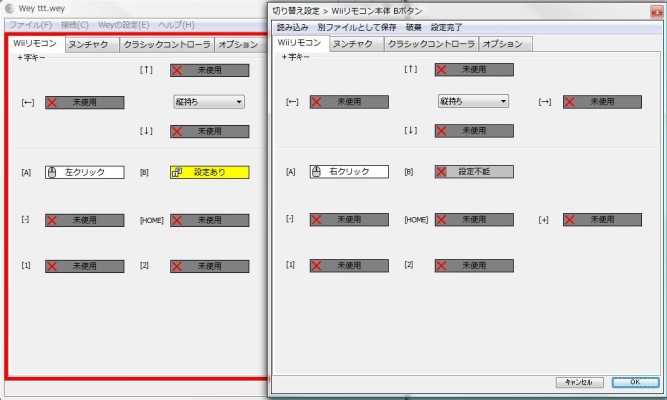 Wey ttt.wey
ファイル(F) 接続(C) Weyの設定(E) ヘルプ(H)
Wiiリモコン ヌンチャク クラシックコントローラ オプション
+字キー
[↑] 未使用
[←] 未使用 縦持ち
[↓] 未使用
[A] 左クリック [B] 設定あり
[-] 未使用 [HOME] 未使用
[1] 未使用 [2] 未使用
切り替え設定 > Wiiリモコン本体 Bボタン
読み込み 別ファイルとして保存 破棄 設定完了
Wiiリモコン ヌンチャク クラシックコントローラ オプション
+字キー
[↑] 未使用
[←] 未使用 縦持ち [→] 未使用
[↓] 未使用
[A] 右クリック [B] 設定不能
[-] 未使用 [HOME] 未使用 [+] 未使用
[1] 未使用 [2] 未使用
キャンセル OK